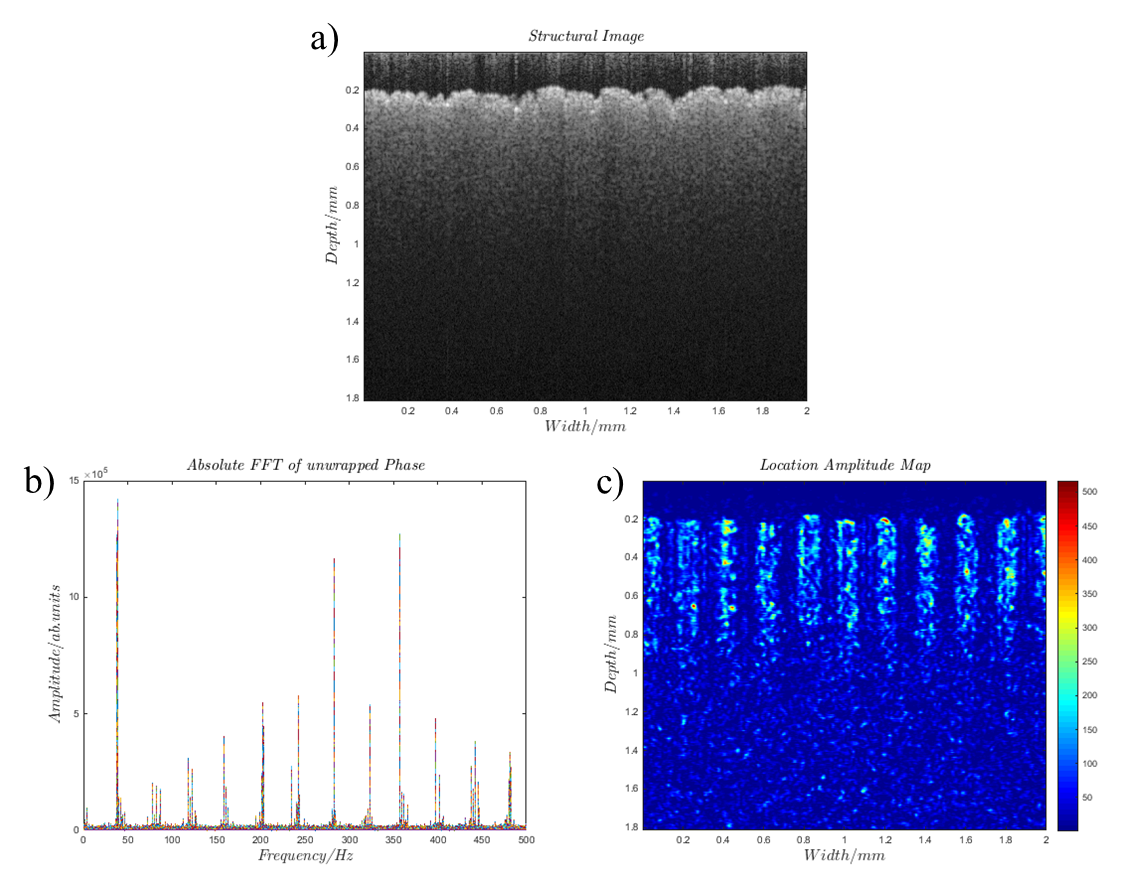 a)
Structural Image
0.2
0.4
0.6
0.8
1
1.2
1.4
1.6
1.8
Depth/mm
0.2 0.4 0.6 0.8 1 1.2 1.4 1.6 1.8 2
Width/mm
b)
Absolute FFT of unwrapped Phase
×10⁵
15
10
5
0
Amplitude/ab.units
0 50 100 150 200 250 300 350 400 450 500
Frequency/Hz
c)
Location Amplitude Map
0.2
0.4
0.6
0.8
1
1.2
1.4
1.6
1.8
Depth/mm
0.2 0.4 0.6 0.8 1 1.2 1.4 1.6 1.8 2
Width/mm
500
450
400
350
300
250
200
150
100
50